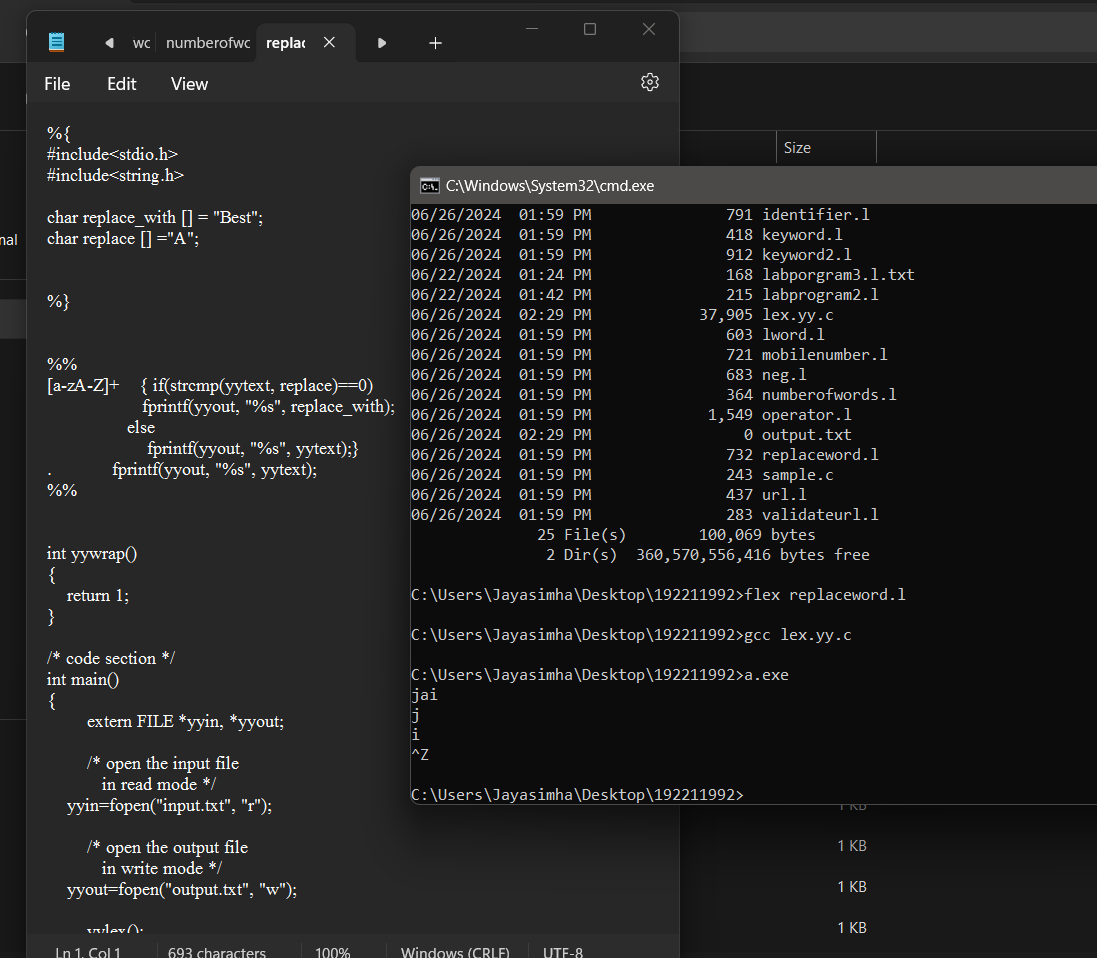 wc numberofwc replac
File Edit View
%{
#include<stdio.h>
#include<string.h>
char replace_with [] = "Best";
char replace [] ="A";
%}
%%
[a-zA-Z]+ { if(strcmp(yytext, replace)==0)
fprintf(yyout, "%s", replace_with);
else
fprintf(yyout, "%s", yytext);}
. fprintf(yyout, "%s", yytext);
%%
int yywrap()
{
return 1;
}
/* code section */
int main()
{
extern FILE *yyin, *yyout;
/* open the input file
in read mode */
yyin=fopen("input.txt", "r");
/* open the output file
in write mode */
yyout=fopen("output.txt", "w");
yylex();
Ln 1, Col 1 693 characters 100% Windows (CRLF) UTF-8
nal
Size
C:\Windows\System32\cmd.exe
06/26/2024 01:59 PM 791 identifier.l
06/26/2024 01:59 PM 418 keyword.l
06/26/2024 01:59 PM 912 keyword2.l
06/22/2024 01:24 PM 168 labporgram3.l.txt
06/22/2024 01:42 PM 215 labprogram2.l
06/26/2024 02:29 PM 37,905 lex.yy.c
06/26/2024 01:59 PM 603 lword.l
06/26/2024 01:59 PM 721 mobilenumber.l
06/26/2024 01:59 PM 683 neg.l
06/26/2024 01:59 PM 364 numberofwords.l
06/26/2024 01:59 PM 1,549 operator.l
06/26/2024 02:29 PM 0 output.txt
06/26/2024 01:59 PM 732 replaceword.l
06/26/2024 01:59 PM 243 sample.c
06/26/2024 01:59 PM 437 url.l
06/26/2024 01:59 PM 283 validateurl.l
25 File(s) 100,069 bytes
2 Dir(s) 360,570,556,416 bytes free
C:\Users\Jayasimha\Desktop\192211992>flex replaceword.l
C:\Users\Jayasimha\Desktop\192211992>gcc lex.yy.c
C:\Users\Jayasimha\Desktop\192211992>a.exe
jai
j
i
^Z
C:\Users\Jayasimha\Desktop\192211992>
1 KB
1 KB
1 KB
1 KB